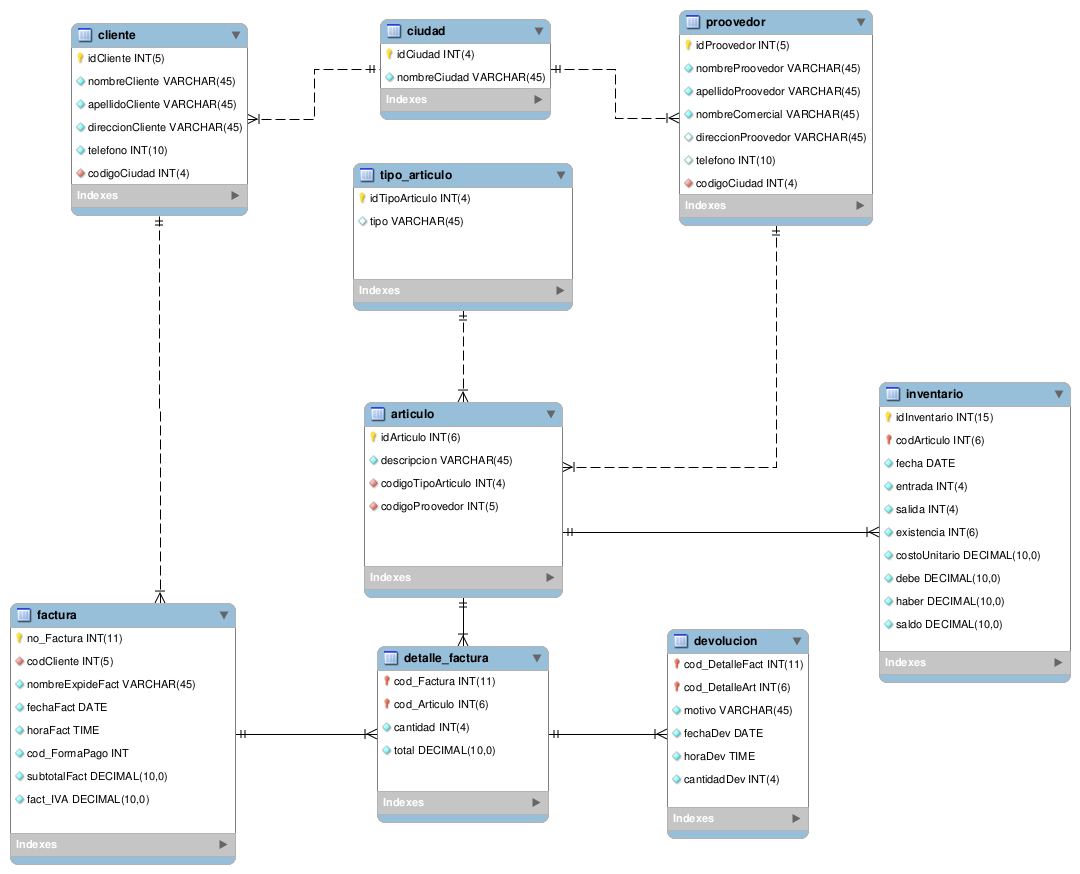 cliente
idCliente INT(5)
nombreCliente VARCHAR(45)
apellidoCliente VARCHAR(45)
direccionCliente VARCHAR(45)
telefono INT(10)
codigoCiudad INT(4)
Indexes
ciudad
idCiudad INT(4)
nombreCiudad VARCHAR(45)
Indexes
proovedor
idProovedor INT(5)
nombreProovedor VARCHAR(45)
apelidoProovedor VARCHAR(45)
nombreComercial VARCHAR(45)
direccionProovedor VARCHAR(45)
telefono INT(10)
codigoCiudad INT(4)
Indexes
tipo_articulo
idTipoArticulo INT(4)
tipo VARCHAR(45)
Indexes
articulo
idArticulo INT(6)
descripcion VARCHAR(45)
codigoTipoArticulo INT(4)
codigoProovedor INT(5)
Indexes
inventario
idInventario INT(15)
codArticulo INT(6)
fecha DATE
entrada INT(4)
salida INT(4)
existencia INT(6)
costoUnitario DECIMAL(10,0)
debe DECIMAL(10,0)
haber DECIMAL(10,0)
saldo DECIMAL(10,0)
Indexes
factura
no_Factura INT(11)
codCliente INT(5)
nombreExpideFact VARCHAR(45)
fechaFact DATE
horaFact TIME
cod_FormaPago INT
subtotalFact DECIMAL(10,0)
fact_IVA DECIMAL(10,0)
Indexes
detalle_factura
cod_Factura INT(11)
cod_Articulo INT(6)
cantidad INT(4)
total DECIMAL(10,0)
Indexes
devolucion
cod_DetalleFact INT(11)
cod_DetalleArt INT(6)
motivo VARCHAR(45)
fechaDev DATE
horaDev TIME
cantidadDev INT(4)
Indexes